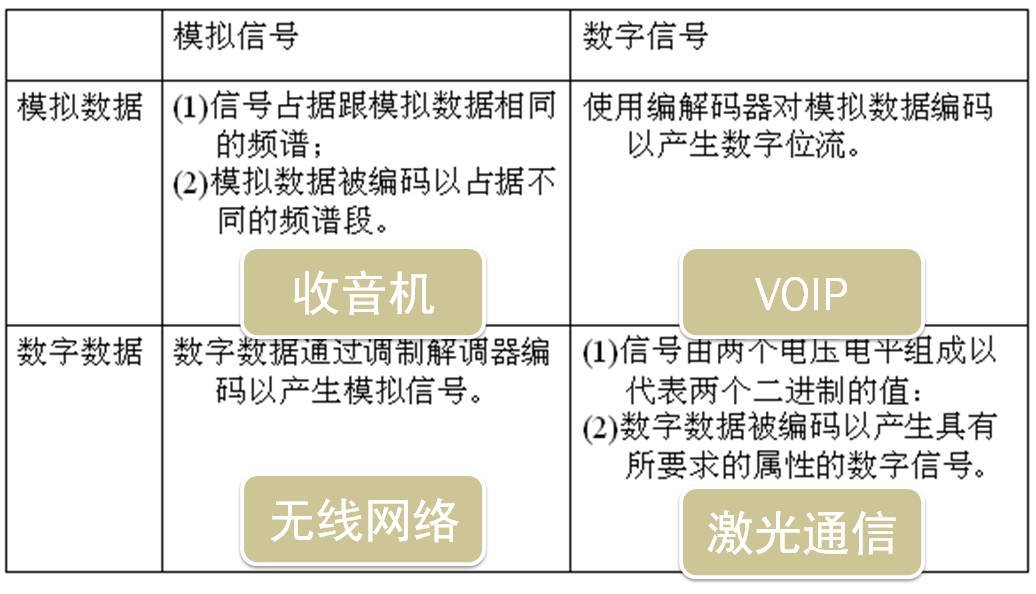 模拟信号
数字信号
模拟数据
(1)信号占据跟模拟数据相同
的频谱；
(2)模拟数据被编码以占据不
同的频谱段。
收音机
使用编解码器对模拟数据编码
以产生数字位流。
VOIP
数字数据
数字数据通过调制解调器编
码以产生模拟信号。
无线网络
(1)信号由两个电压电平组成以
代表两个二进制的值：
(2)数字数据被编码以产生具有
所要求的属性的数字信号。
激光通信